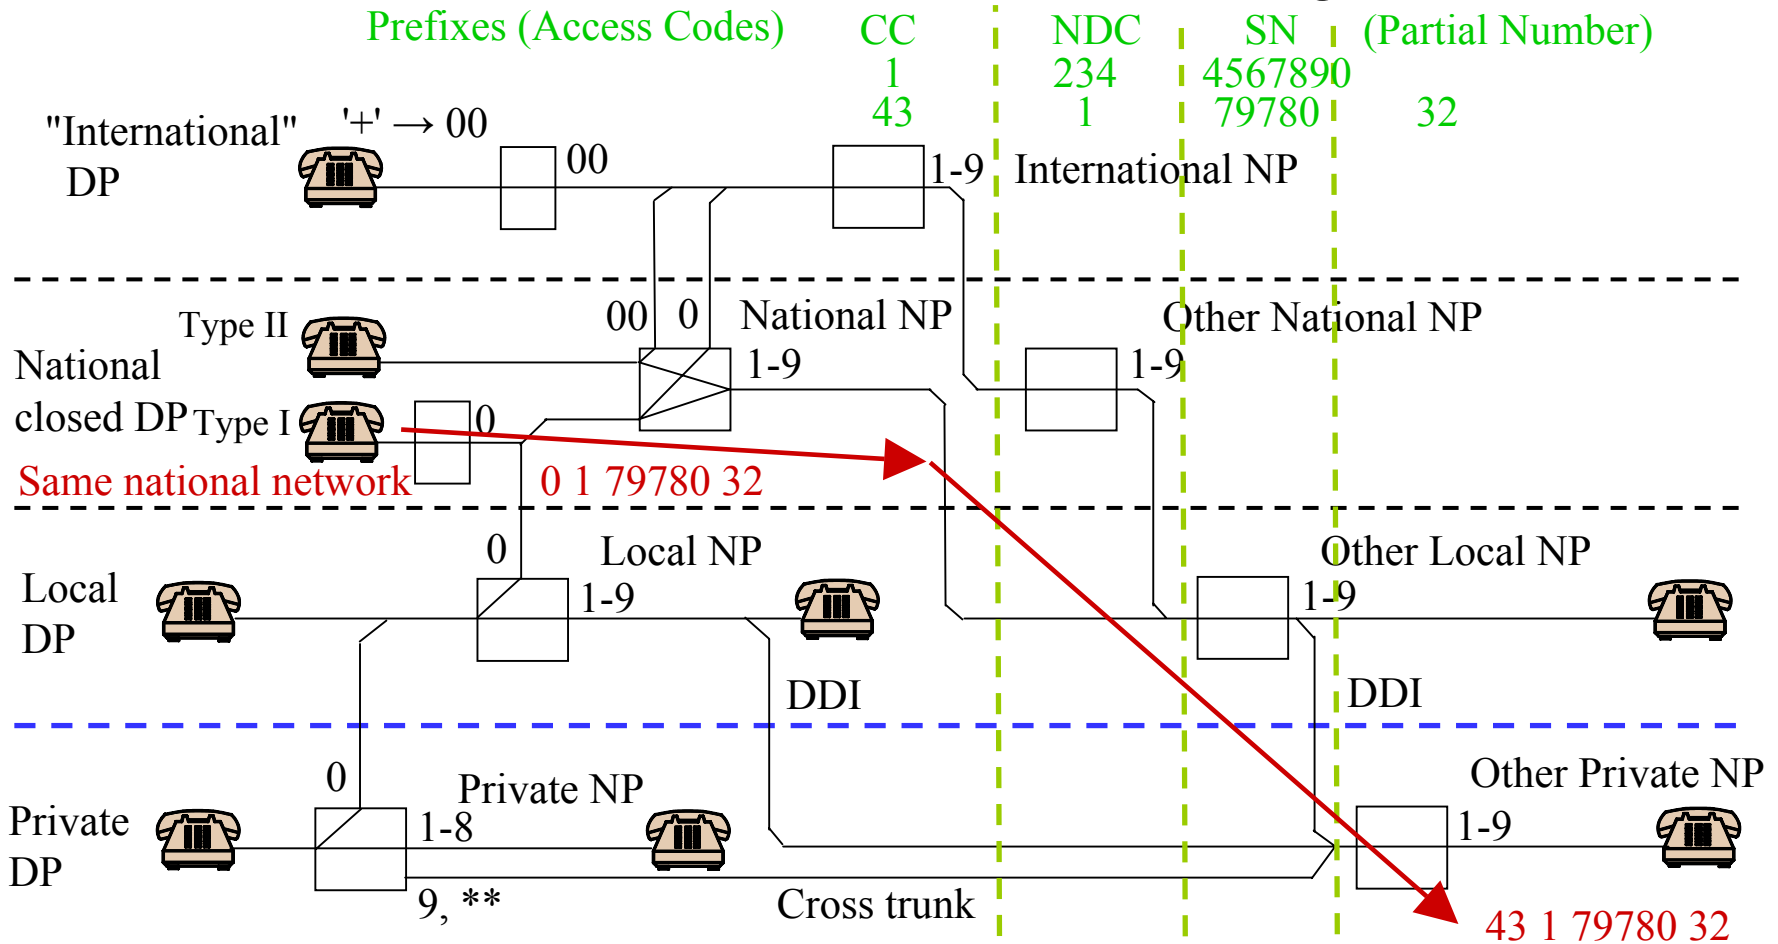 Prefixes (Access Codes) CC NDC SN (Partial Number)
1 234 4567890
43 1 79780 32
"International" DP
'+' → 00
00
1-9
International NP
Type II
00 0
National NP
Other National NP
National closed DP
1-9
1-9
Type I
0
Same national network
0 1 79780 32
0
Local NP
Other Local NP
Local DP
1-9
1-9
DDI
DDI
0
Private NP
Other Private NP
Private DP
1-8
1-9
9, **
Cross trunk
43 1 79780 32